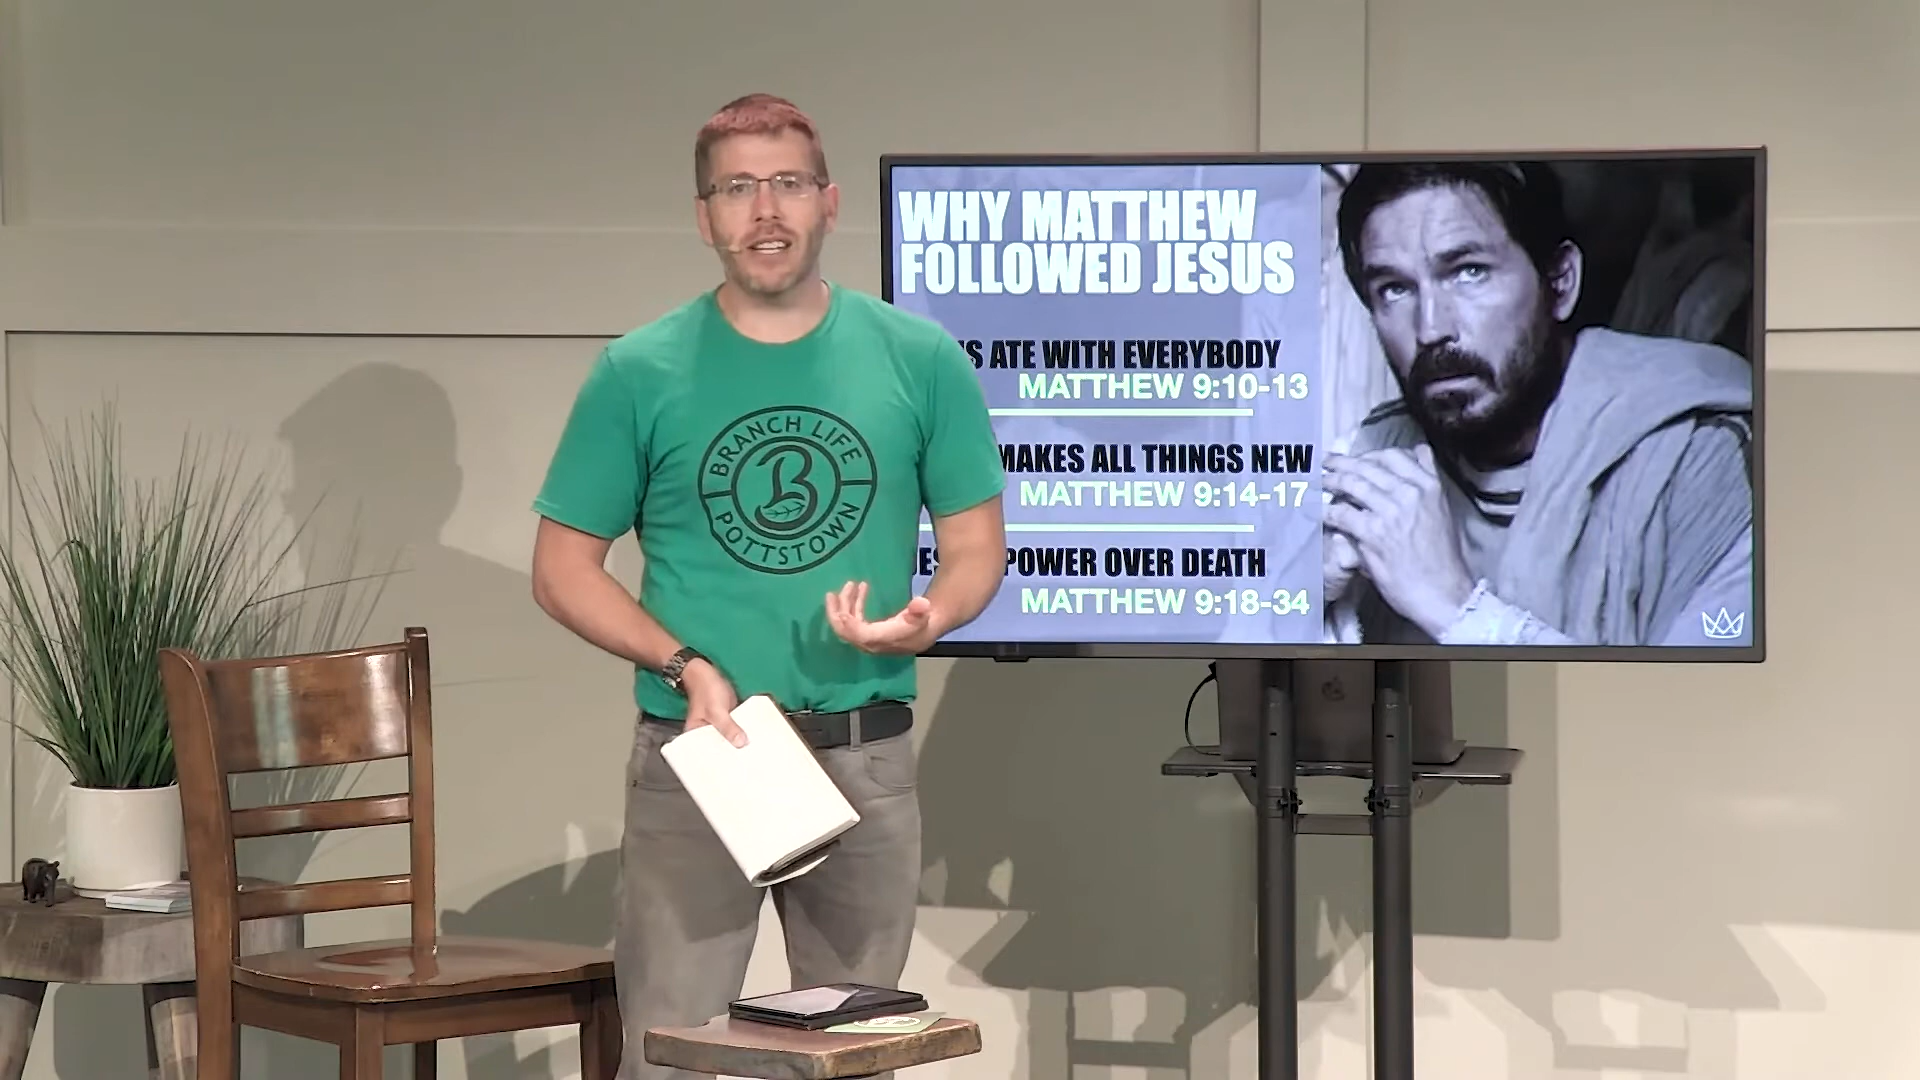 WHY MATTHEW
FOLLOWED JESUS
ATE WITH EVERYBODY
MATTHEW 9:10-13
MAKES ALL THINGS NEW
MATTHEW 9:14-17
POWER OVER DEATH
MATTHEW 9:18-34
BRANCH LIFE
B
POTTSTOWN